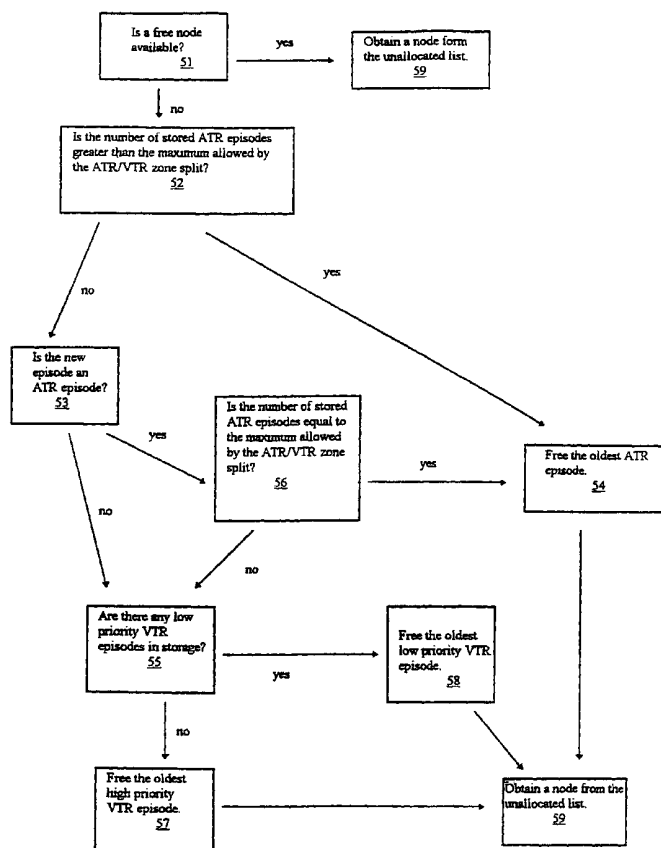 Is a free node
available?
51
yes
Obtain a node form
the unallocated list.
59
no
Is the number of stored ATR episodes
greater than the maximum allowed by
the ATR/VTR zone split?
52
yes
no
Is the new
episode an
ATR episode?
53
yes
Is the number of stored
ATR episodes equal to
the maximum allowed
by the ATR/VTR zone
split?
56
yes
Free the oldest ATR
episode.
54
no
no
Are there any low
priority VTR
episodes in storage?
55
yes
Free the oldest
low priority VTR
episode.
58
no
Free the oldest
high priority VTR
episode.
57
Obtain a node from the
unallocated list.
59